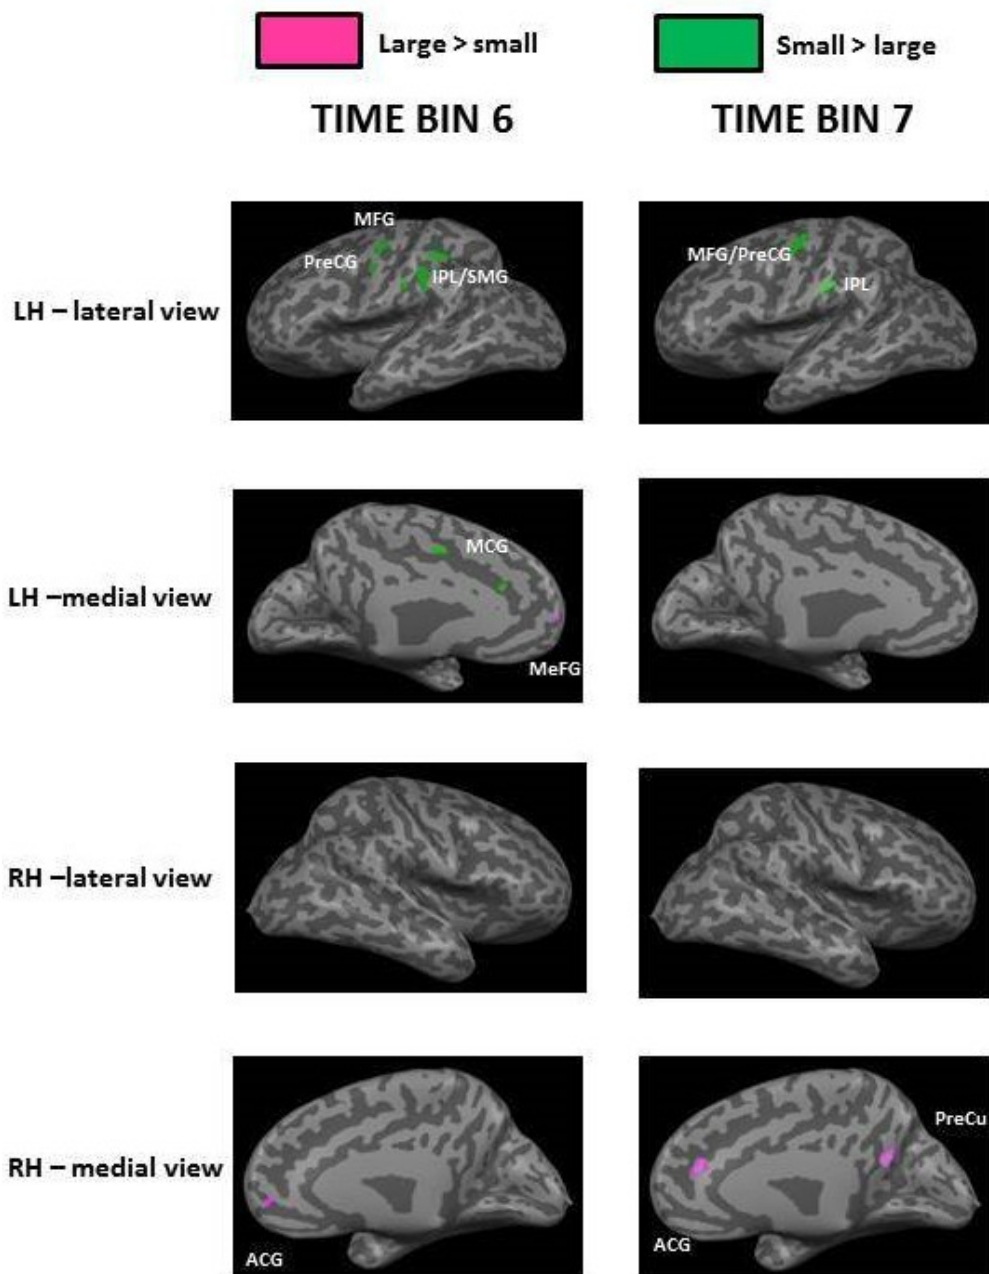 Large > small
Small > large
TIME BIN 6
TIME BIN 7
LH – lateral view
MFG
PreCG
IPL/SMG
MFG/PreCG
IPL
LH –medial view
MCG
MeFG
RH –lateral view
RH – medial view
ACG
PreCu
ACG